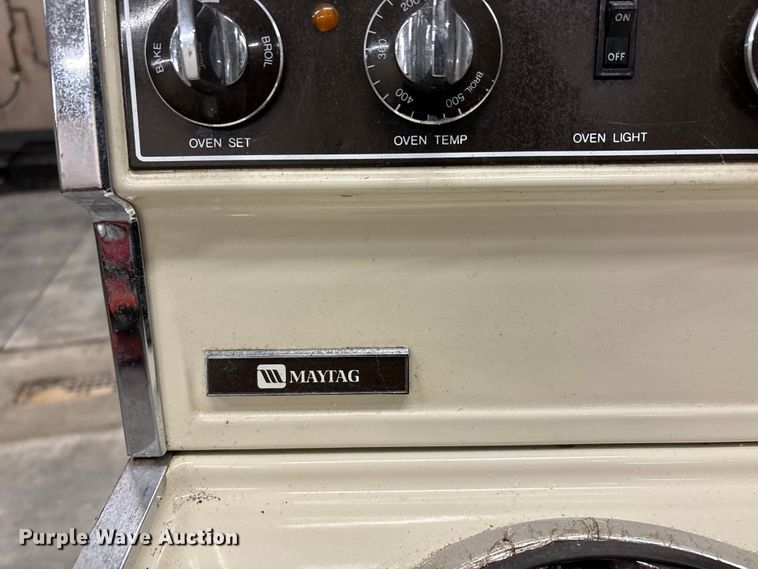 BAKE
BROIL
200
300
400
500
BROIL
ON
OFF
OVEN SET
OVEN TEMP
OVEN LIGHT
MAYTAG
Purple Wave Auction